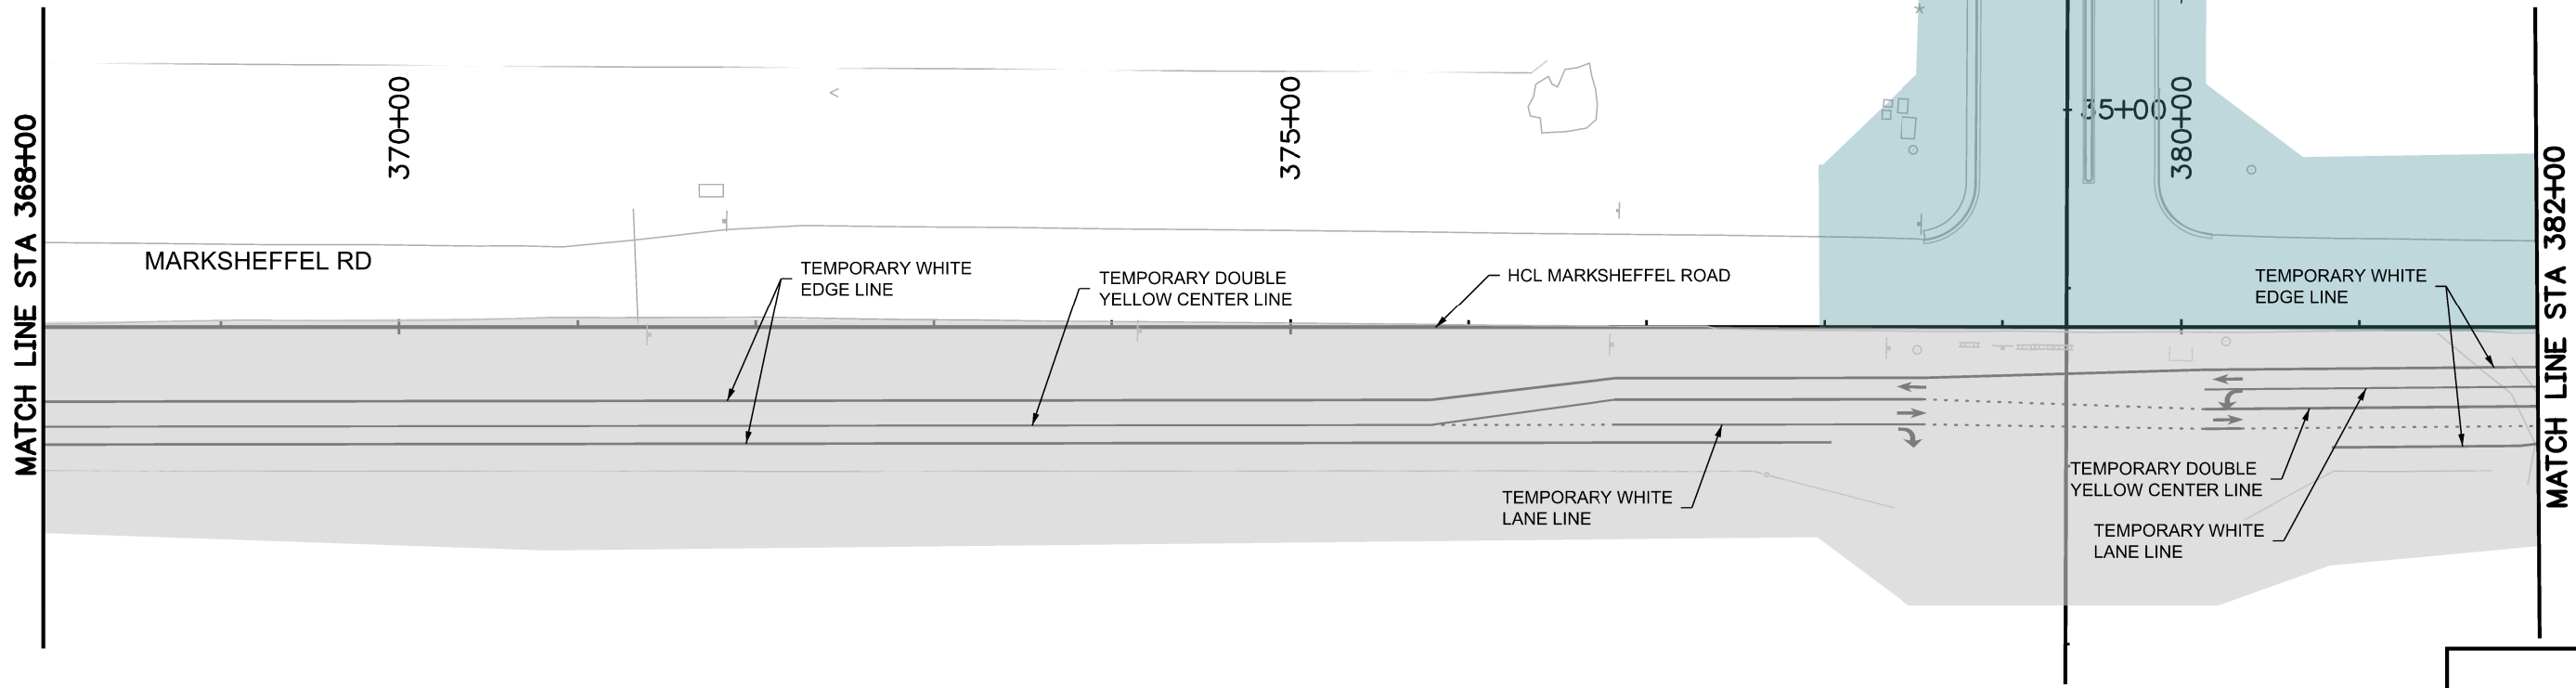 MATCH LINE STA 368+00
370+00
375+00
35+00
380+00
MATCH LINE STA 382+00
MARKSHEFFEL RD
TEMPORARY WHITE
EDGE LINE
TEMPORARY DOUBLE
YELLOW CENTER LINE
HCL MARKSHEFFEL ROAD
TEMPORARY WHITE
EDGE LINE
TEMPORARY WHITE
LANE LINE
TEMPORARY DOUBLE
YELLOW CENTER LINE
TEMPORARY WHITE
LANE LINE